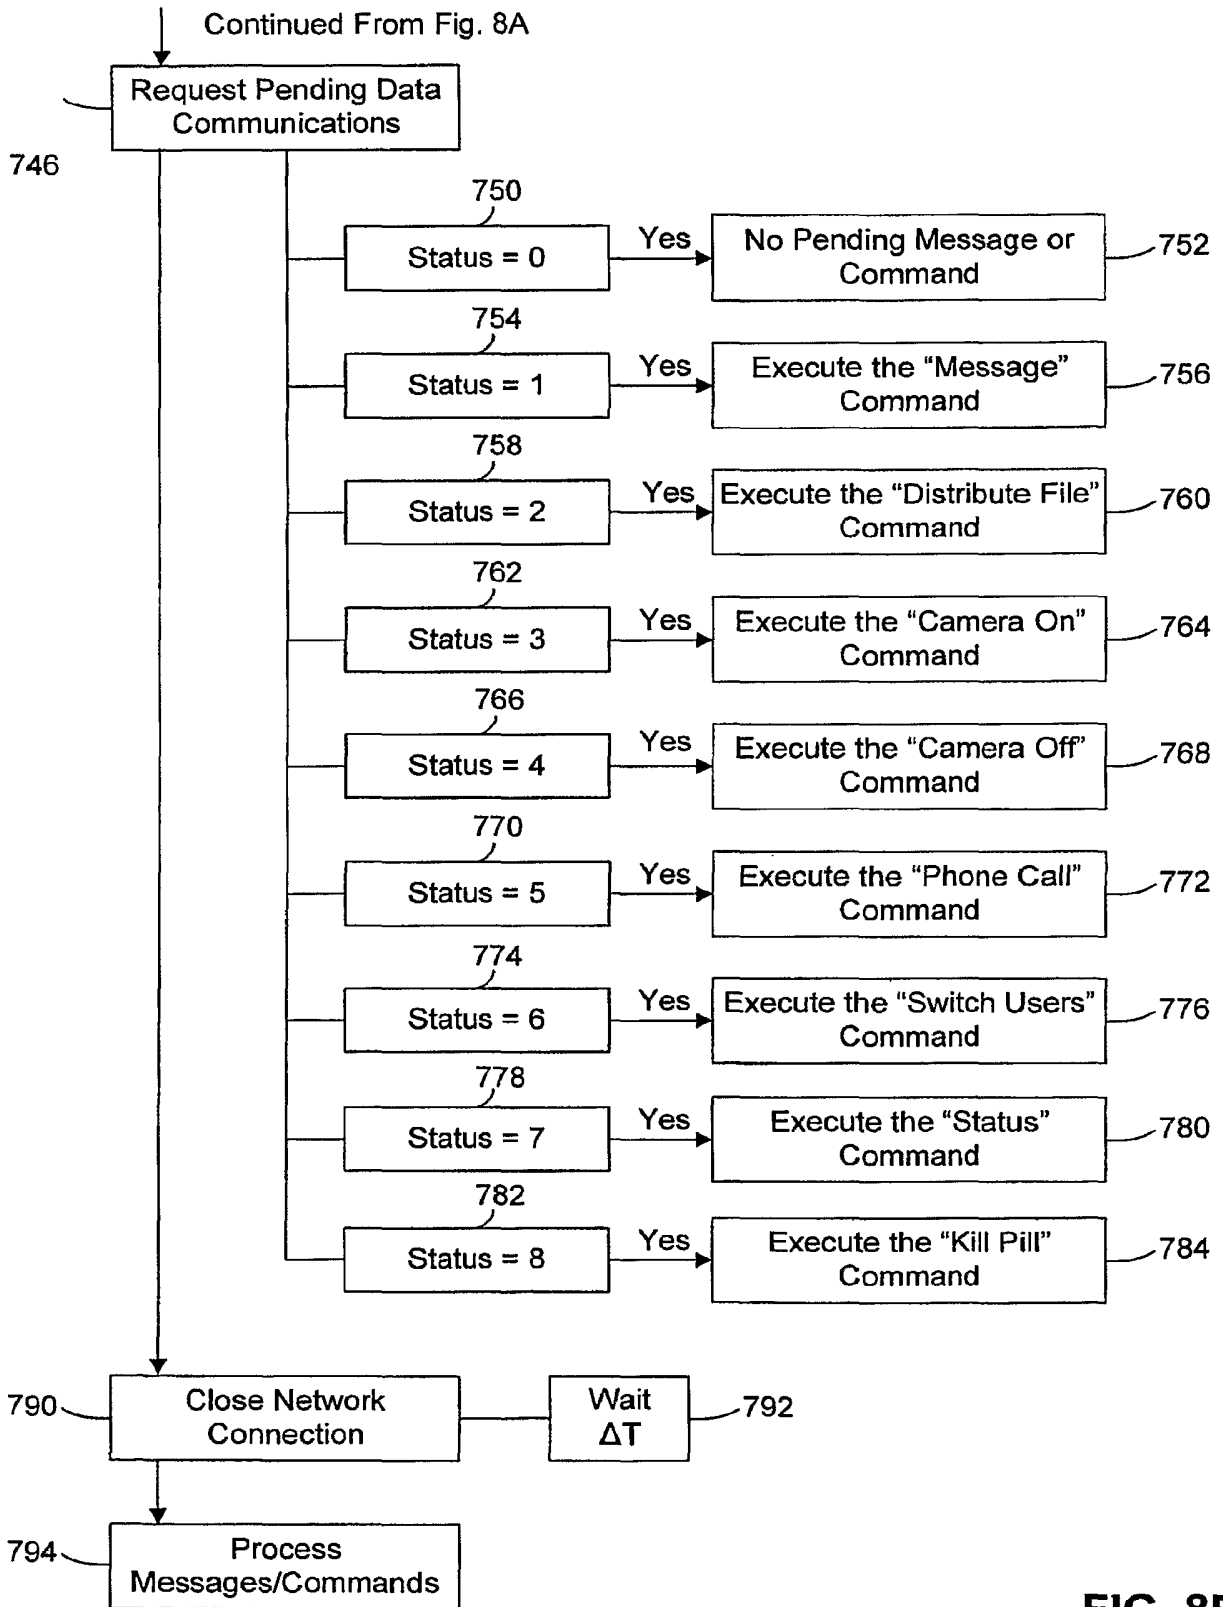 Continued From Fig. 8A
Request Pending Data
Communications
746
750
Status = 0
Yes
No Pending Message or
Command
752
754
Status = 1
Yes
Execute the “Message”
Command
756
758
Status = 2
Yes
Execute the “Distribute File”
Command
760
762
Status = 3
Yes
Execute the “Camera On”
Command
764
766
Status = 4
Yes
Execute the “Camera Off”
Command
768
770
Status = 5
Yes
Execute the “Phone Call”
Command
772
774
Status = 6
Yes
Execute the “Switch Users”
Command
776
778
Status = 7
Yes
Execute the “Status”
Command
780
782
Status = 8
Yes
Execute the “Kill Pill”
Command
784
790
Close Network
Connection
Wait
ΔT
792
794
Process
Messages/Commands
FIG.